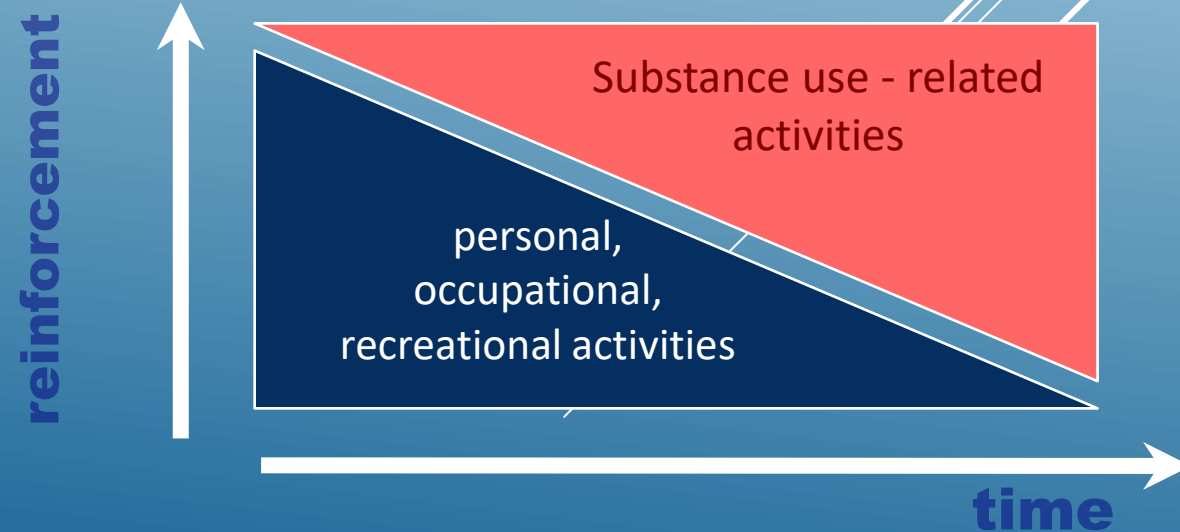 reinforcement
Substance use - related
activities
personal,
occupational,
recreational activities
time